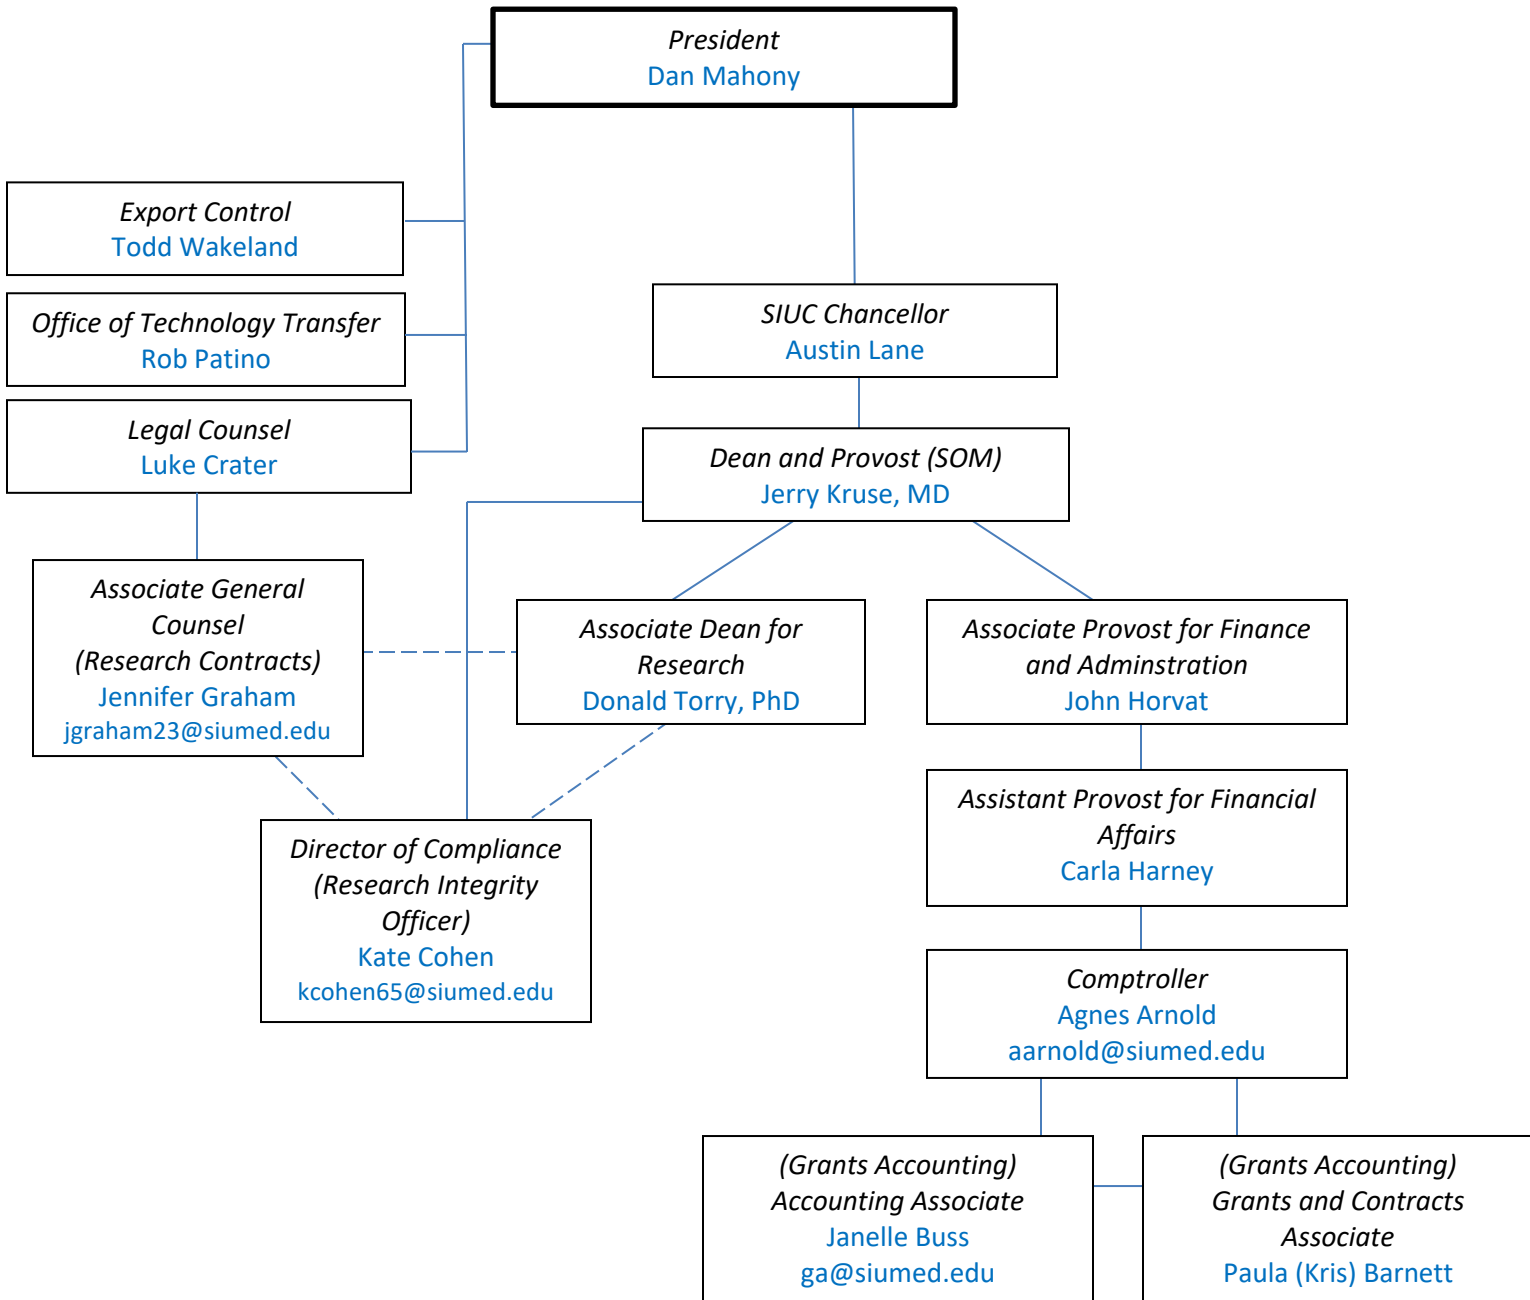 President
Dan Mahony
Export Control
Todd Wakeland
Office of Technology Transfer
Rob Patino
Legal Counsel
Luke Crater
SIUC Chancellor
Austin Lane
Dean and Provost (SOM)
Jerry Kruse, MD
Associate General
Counsel
(Research Contracts)
Jennifer Graham
jgraham23@siumed.edu
Associate Dean for
Research
Donald Torry, PhD
Associate Provost for Finance
and Adminstration
John Horvat
Assistant Provost for Financial
Affairs
Carla Harney
Director of Compliance
(Research Integrity
Officer)
Kate Cohen
kcohen65@siumed.edu
Comptroller
Agnes Arnold
aarnold@siumed.edu
(Grants Accounting)
Accounting Associate
Janelle Buss
ga@siumed.edu
(Grants Accounting)
Grants and Contracts
Associate
Paula (Kris) Barnett